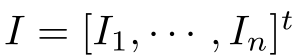 $I = [I_1, \cdots, I_n]^t$